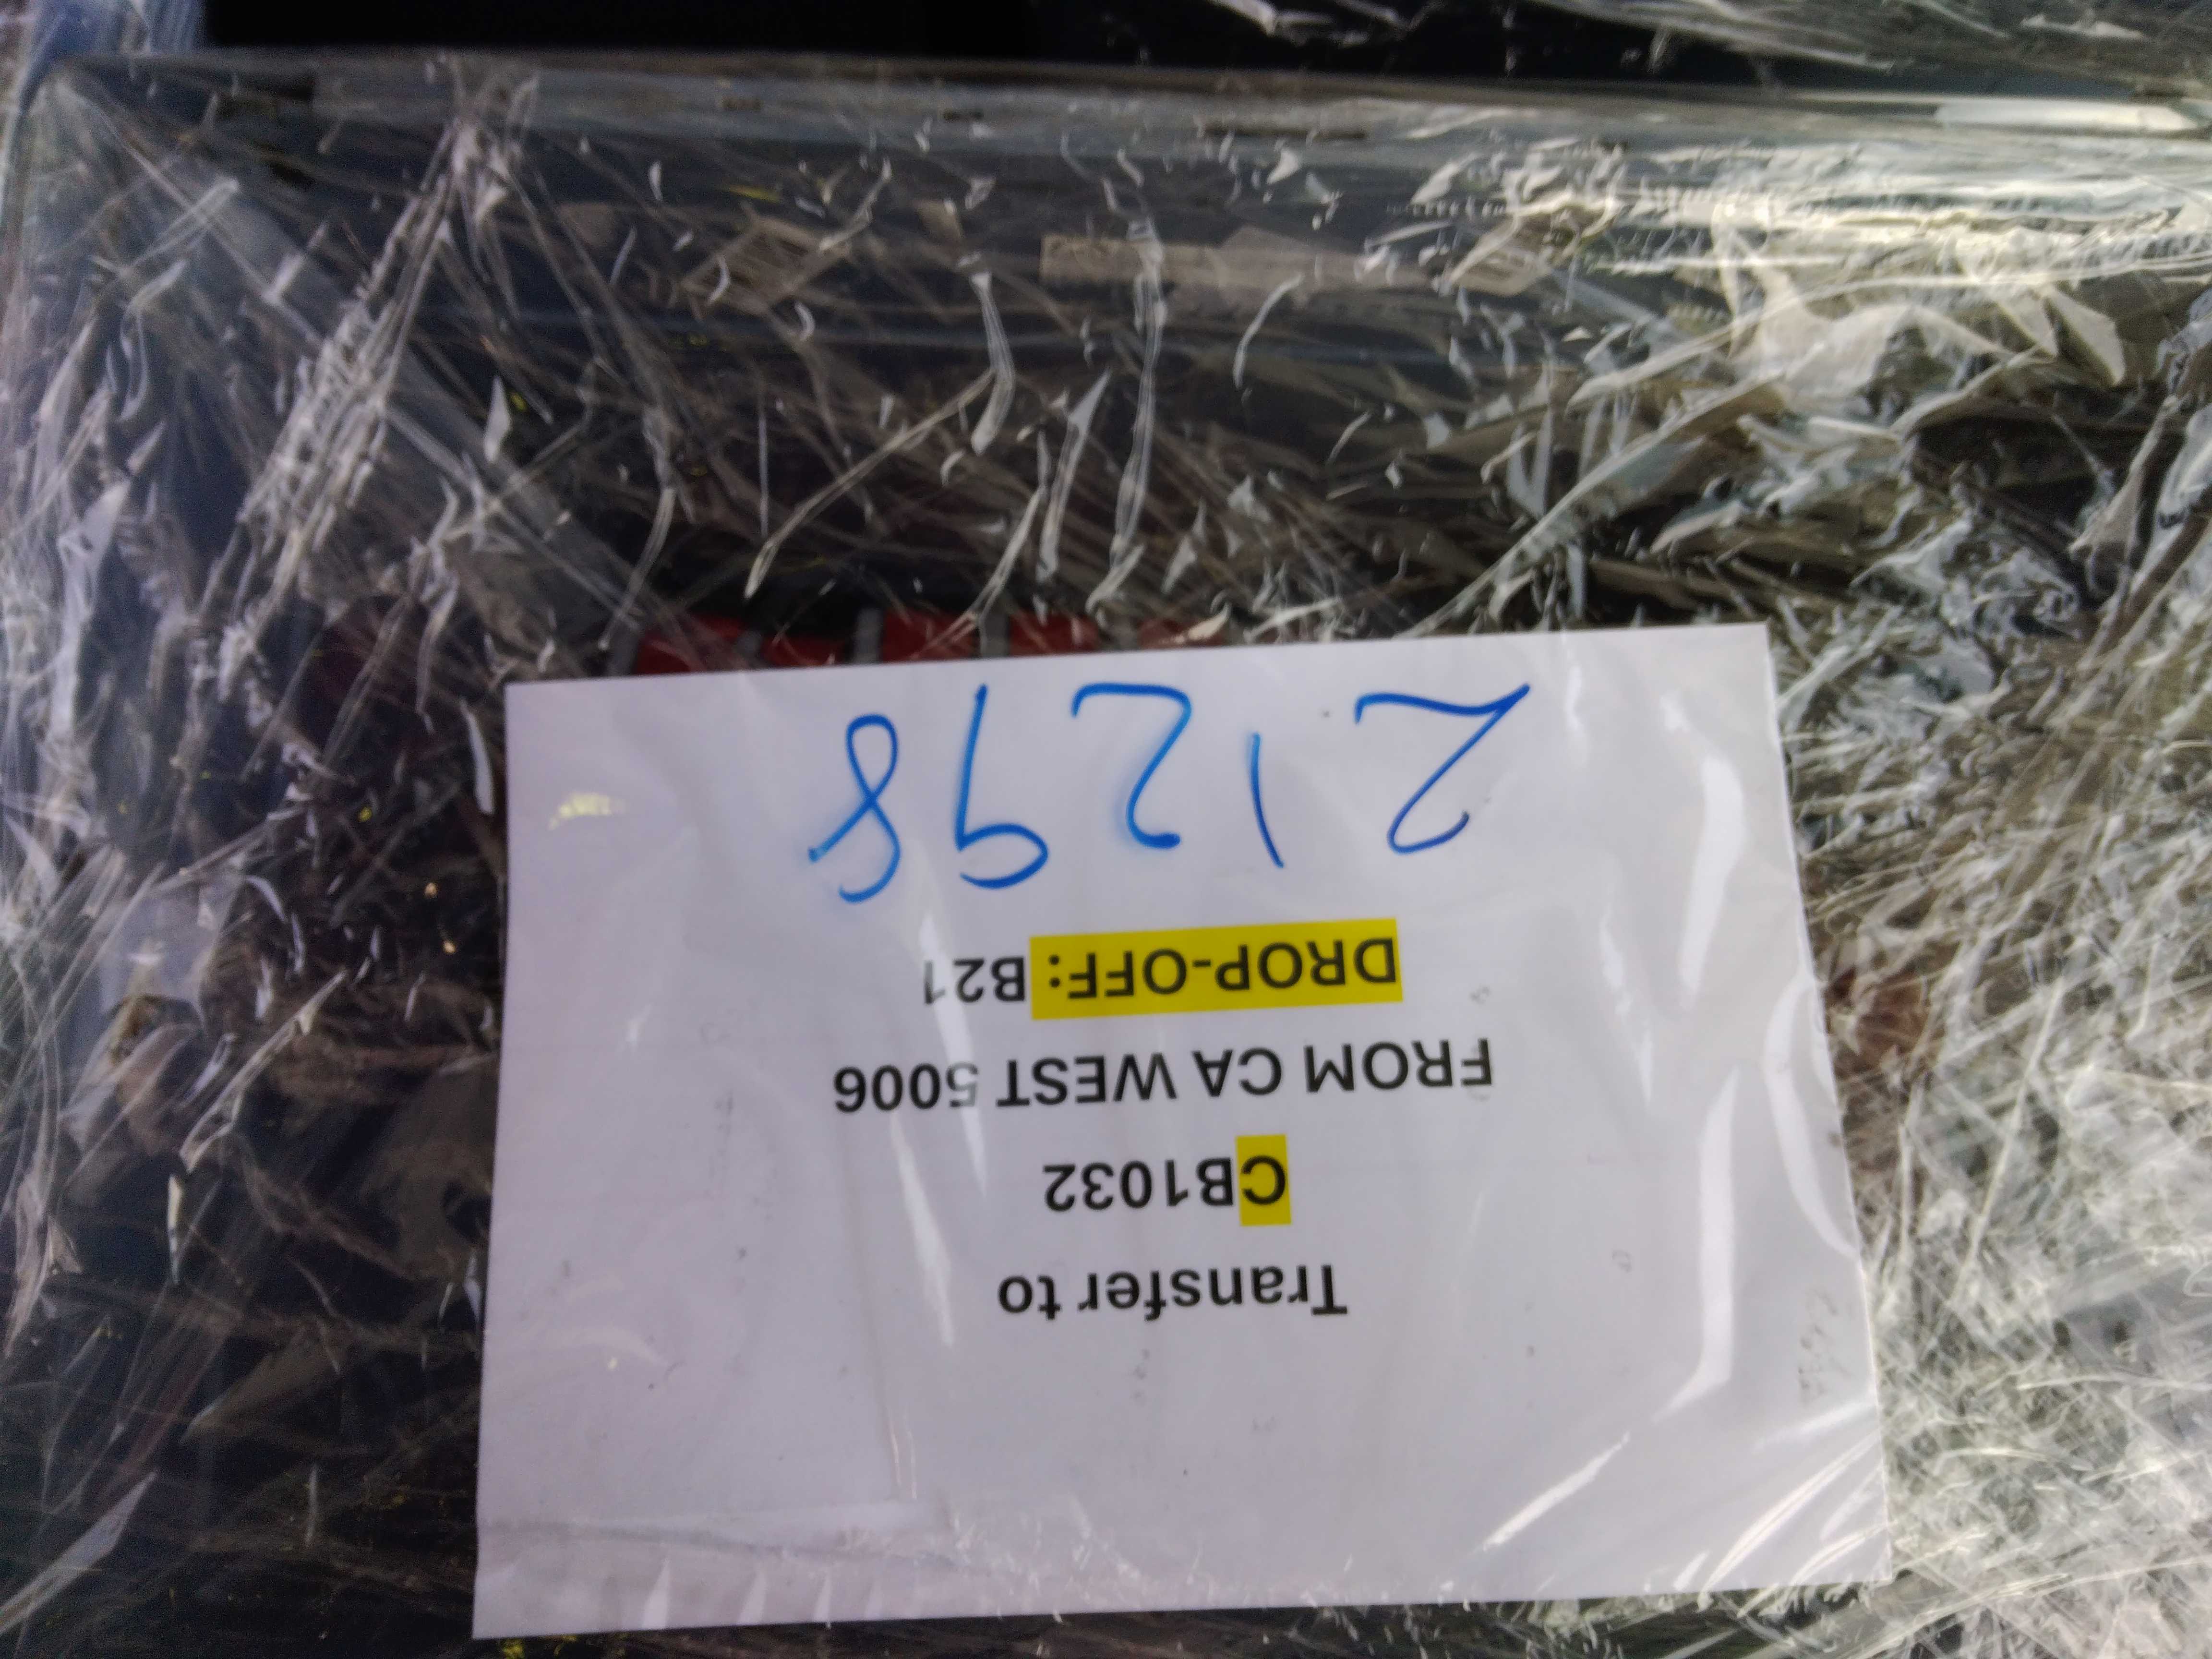 Transfer to
CB1032
FROM CA WEST 5006
DROP-OFF: B21
21298